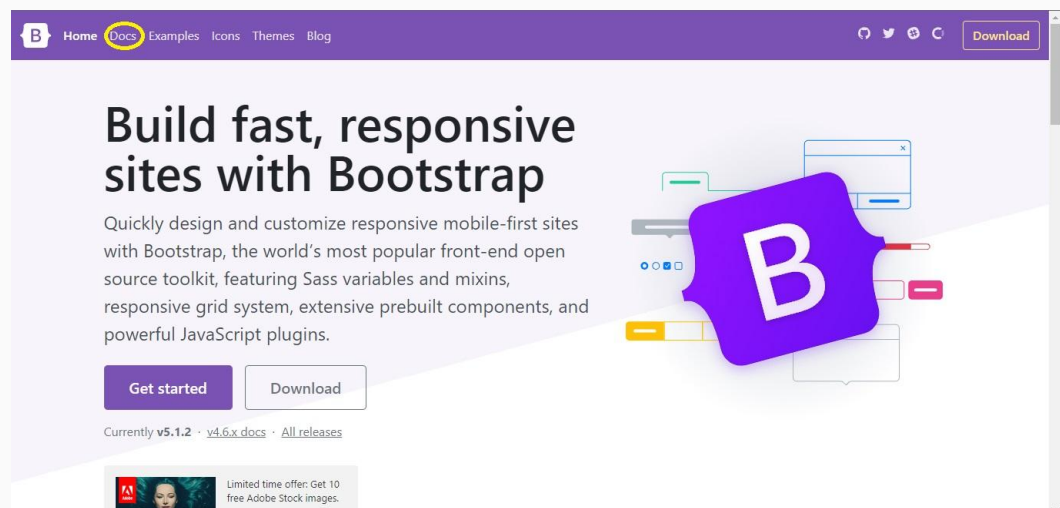 B Home Docs Examples Icons Themes Blog Download
Build fast, responsive
sites with Bootstrap
Quickly design and customize responsive mobile-first sites
with Bootstrap, the world's most popular front-end open
source toolkit, featuring Sass variables and mixins,
responsive grid system, extensive prebuilt components, and
powerful JavaScript plugins.
B
Get started Download
Currently v5.1.2 · v4.6.x docs · All releases
Limited time offer: Get 10
free Adobe Stock images.
Adobe